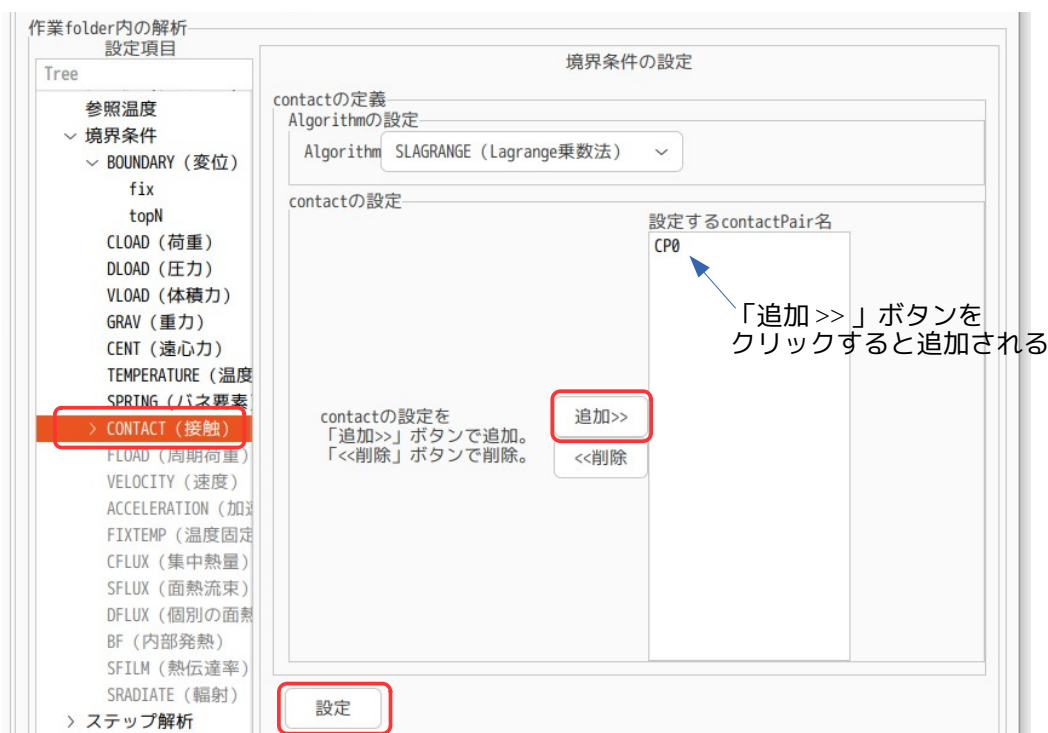 作業folder内の解析
設定項目
Tree
参照温度
境界条件
BOUNDARY (変位)
fix
topN
CLOAD (荷重)
DLOAD (圧力)
VLOAD (体積力)
GRAV (重力)
CENT (遠心力)
TEMPERATURE (温度
SPRING (バネ要素
CONTACT (接触)
FLOAD (周期荷重)
VELOCITY (速度)
ACCELERATION (加速
FIXTEMP (温度固定
CFLUX (集中熱量)
SFLUX (面熱流束)
DFLUX (個別の面熱
BF (内部発熱)
SFILM (熱伝達率)
SRADIATE (輻射)
ステップ解析
境界条件の設定
contactの定義
Algorithmの設定
Algorithm SLAGRANGE (Lagrange乗数法)
contactの設定
設定するcontactPair名
CP0
「追加 >> 」ボタンを
クリックすると追加される
contactの設定を
「追加>>」ボタンで追加。
「<<削除」ボタンで削除。
追加>>
<<削除
設定